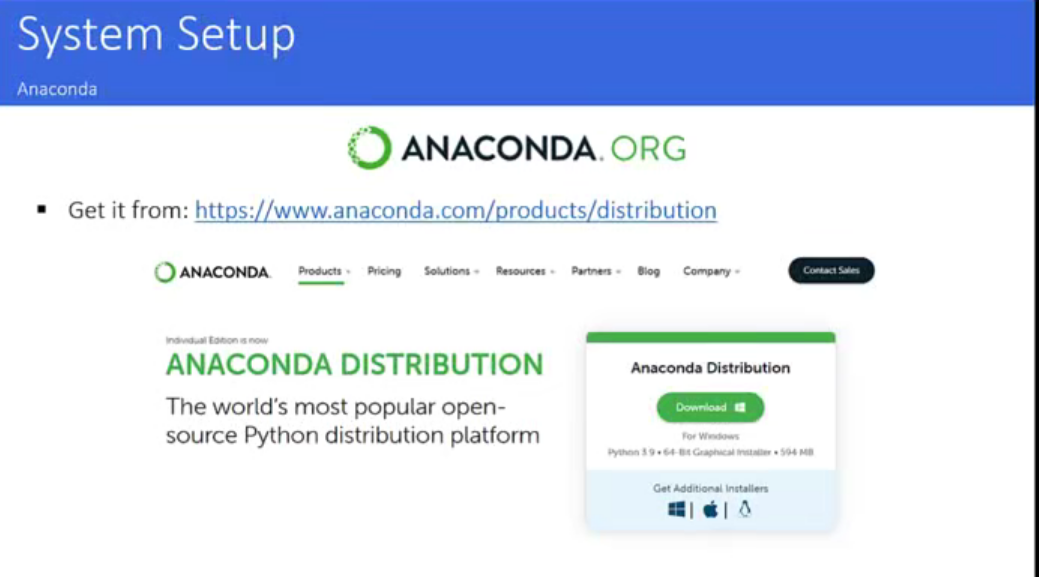 System Setup
Anaconda
ANACONDA.ORG
▪ Get it from: https://www.anaconda.com/products/distribution
ANACONDA. Products Pricing Solutions Resources Partners Blog Company Contact Sales
Individual Edition is now
ANACONDA DISTRIBUTION
The world's most popular open-
source Python distribution platform
Anaconda Distribution
Download
For Windows
Python 3.9 • 64-Bit Graphical Installer • 594 MB
Get Additional Installers